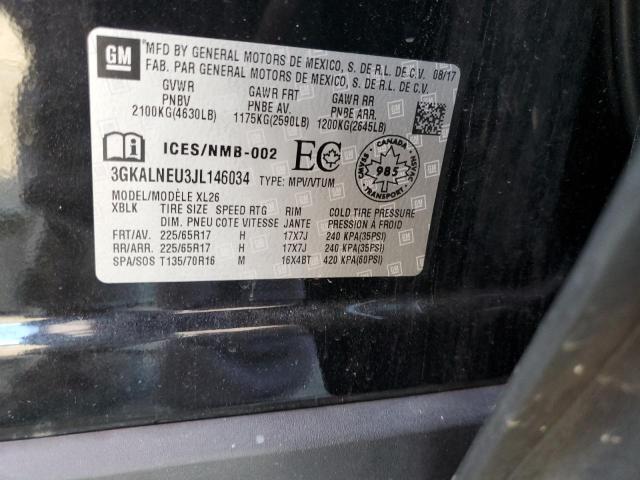 GM
MFD BY GENERAL MOTORS DE MEXICO, S. DE R.L. DE C.V. 08/17
FAB. PAR GENERAL MOTORS DE MEXICO, S. DE R.L. DE C.V.
GVWR GAWR FRT GAWR RR
PNBV PNBE AV. PNBE ARR.
2100KG(4630LB) 1175KG(2590LB) 1200KG(2645LB)
ICES/NMB-002 EC
CANADA
985
TRANSPORT
3GKALNEU3JL146034 TYPE: MPV/VTUM
MODEL/MODÈLE XL26
XBLK TIRE SIZE SPEED RTG RIM COLD TIRE PRESSURE
DIM. PNEU COTE VITESSE JANTE PRESSION À FROID
FRT/AV. 225/65R17 H 17X7J 240 KPA(35PSI)
RR/ARR. 225/65R17 H 17X7J 240 KPA(35PSI)
SPA/SOS T135/70R16 M 16X4BT 420 KPA(60PSI)